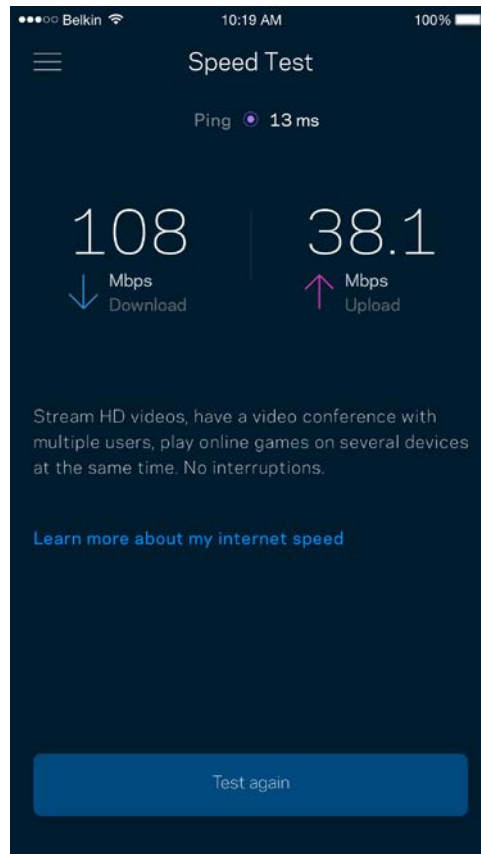 Belkin 10:19 AM 100%
Speed Test
Ping 13 ms
108 38.1
Mbps Mbps
Download Upload
Stream HD videos, have a video conference with
multiple users, play online games on several devices
at the same time. No interruptions.
Learn more about my internet speed
Test again